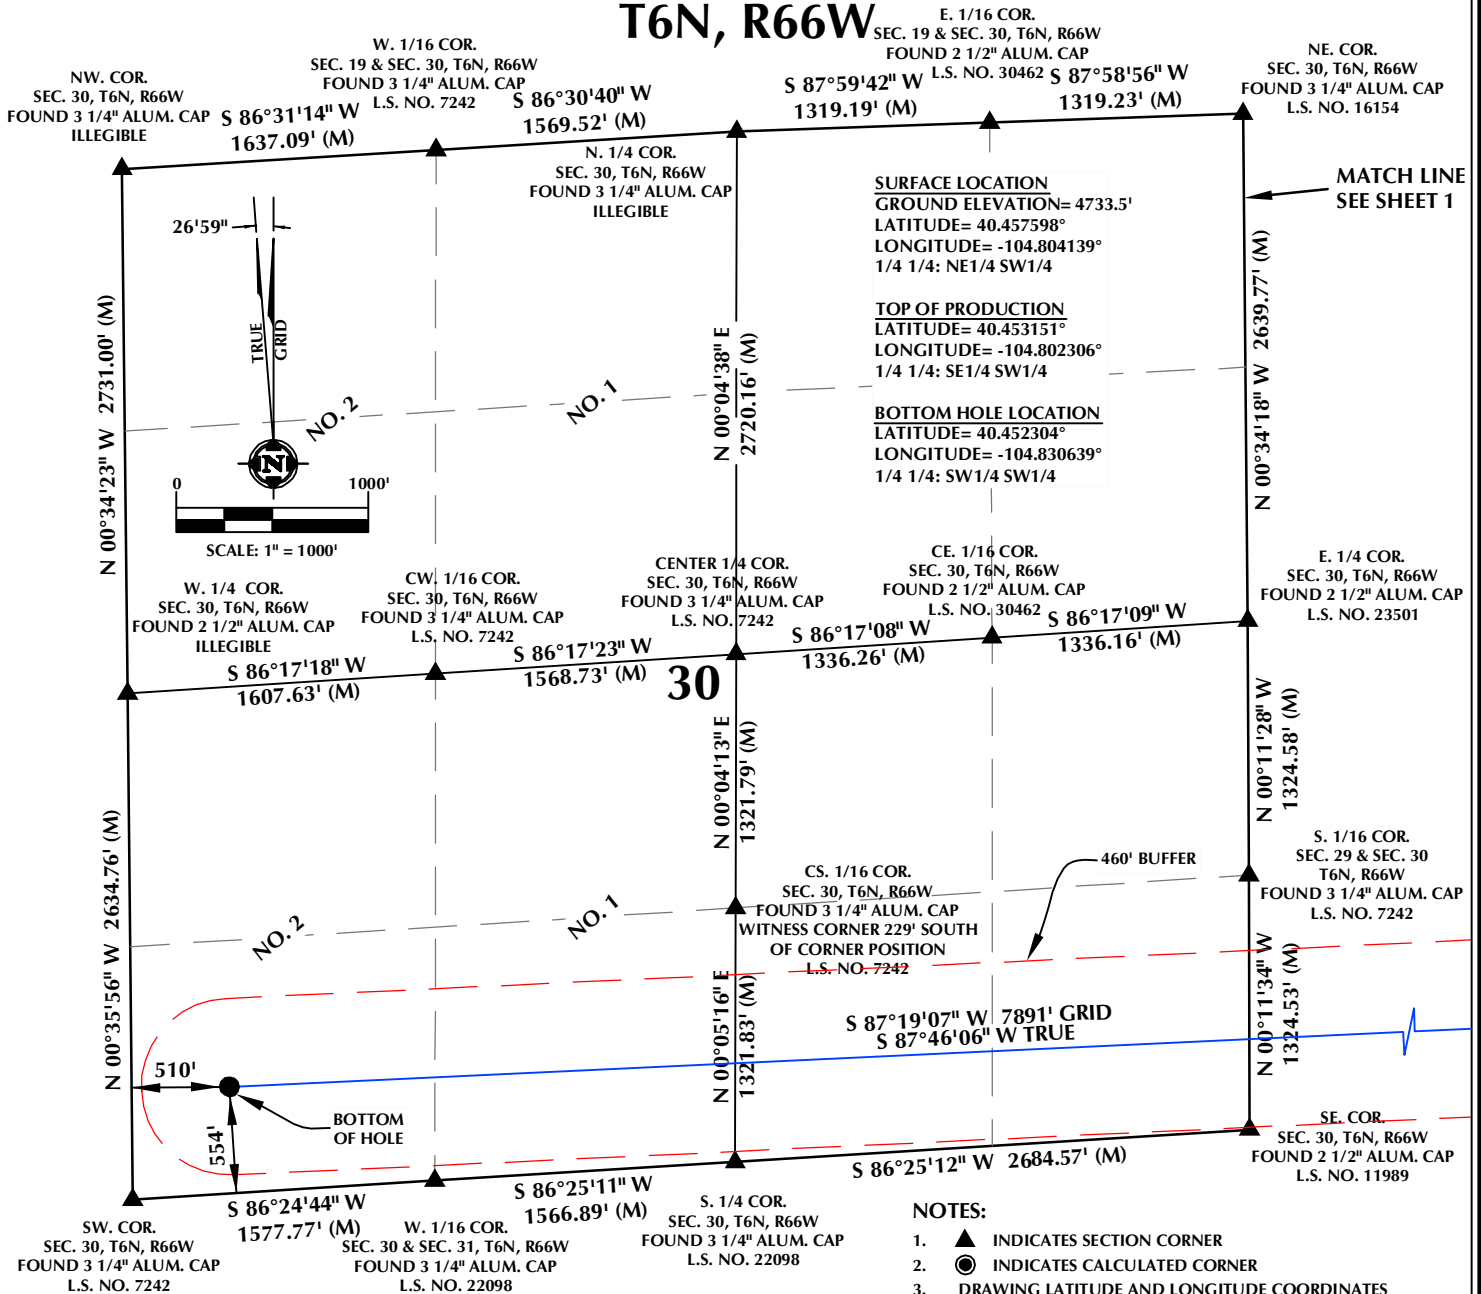 T6N, R66W
NW. COR.
SEC. 30, T6N, R66W
FOUND 3 1/4" ALUM. CAP
ILLEGIBLE
S 86°31'14" W
1637.09' (M)
W. 1/16 COR.
SEC. 19 & SEC. 30, T6N, R66W
FOUND 3 1/4" ALUM. CAP
L.S. NO. 7242
S 86°30'40" W
1569.52' (M)
N. 1/4 COR.
SEC. 30, T6N, R66W
FOUND 3 1/4" ALUM. CAP
ILLEGIBLE
S 87°59'42" W
1319.19' (M)
E. 1/16 COR.
SEC. 19 & SEC. 30, T6N, R66W
FOUND 2 1/2" ALUM. CAP
L.S. NO. 30462
S 87°58'56" W
1319.23' (M)
NE. COR.
SEC. 30, T6N, R66W
FOUND 3 1/4" ALUM. CAP
L.S. NO. 16154
MATCH LINE
SEE SHEET 1
26'59"
TRUE
GRID
N
0 1000'
SCALE: 1" = 1000'
NO. 2
NO. 1
SURFACE LOCATION
GROUND ELEVATION= 4733.5'
LATITUDE= 40.457598°
LONGITUDE= -104.804139°
1/4 1/4: NE1/4 SW1/4
TOP OF PRODUCTION
LATITUDE= 40.453151°
LONGITUDE= -104.802306°
1/4 1/4: SE1/4 SW1/4
BOTTOM HOLE LOCATION
LATITUDE= 40.452304°
LONGITUDE= -104.830639°
1/4 1/4: SW1/4 SW1/4
N 00°34'23" W 2731.00' (M)
N 00°04'38" E
2720.16' (M)
N 00°34'18" W 2639.77' (M)
W. 1/4 COR.
SEC. 30, T6N, R66W
FOUND 2 1/2" ALUM. CAP
ILLEGIBLE
S 86°17'18" W
1607.63' (M)
CW. 1/16 COR.
SEC. 30, T6N, R66W
FOUND 3 1/4" ALUM. CAP
L.S. NO. 7242
S 86°17'23" W
1568.73' (M)
CENTER 1/4 COR.
SEC. 30, T6N, R66W
FOUND 3 1/4" ALUM. CAP
L.S. NO. 7242
30
S 86°17'08" W
1336.26' (M)
CE. 1/16 COR.
SEC. 30, T6N, R66W
FOUND 2 1/2" ALUM. CAP
L.S. NO. 30462
S 86°17'09" W
1336.16' (M)
E. 1/4 COR.
SEC. 30, T6N, R66W
FOUND 2 1/2" ALUM. CAP
L.S. NO. 23501
N 00°35'56" W 2634.76' (M)
N 00°04'13" E
1321.79' (M)
N 00°11'28" W
1324.58' (M)
NO. 2
NO. 1
CS. 1/16 COR.
SEC. 30, T6N, R66W
FOUND 3 1/4" ALUM. CAP
WITNESS CORNER 229' SOUTH
OF CORNER POSITION
L.S. NO. 7242
460' BUFFER
S. 1/16 COR.
SEC. 29 & SEC. 30
T6N, R66W
FOUND 3 1/4" ALUM. CAP
L.S. NO. 7242
N 00°05'16" E
1321.83' (M)
S 87°19'07" W 7891' GRID
S 87°46'06" W TRUE
N 00°11'34" W
1324.53' (M)
510'
554'
BOTTOM
OF HOLE
SE. COR.
SEC. 30, T6N, R66W
FOUND 2 1/2" ALUM. CAP
L.S. NO. 11989
S 86°24'44" W
1577.77' (M)
S 86°25'11" W
1566.89' (M)
S 86°25'12" W 2684.57' (M)
SW. COR.
SEC. 30, T6N, R66W
FOUND 3 1/4" ALUM. CAP
L.S. NO. 7242
W. 1/16 COR.
SEC. 30 & SEC. 31, T6N, R66W
FOUND 3 1/4" ALUM. CAP
L.S. NO. 22098
S. 1/4 COR.
SEC. 30, T6N, R66W
FOUND 3 1/4" ALUM. CAP
L.S. NO. 22098
NOTES:
1. INDICATES SECTION CORNER
2. INDICATES CALCULATED CORNER
3. DRAWING LATITUDE AND LONGITUDE COORDINATES